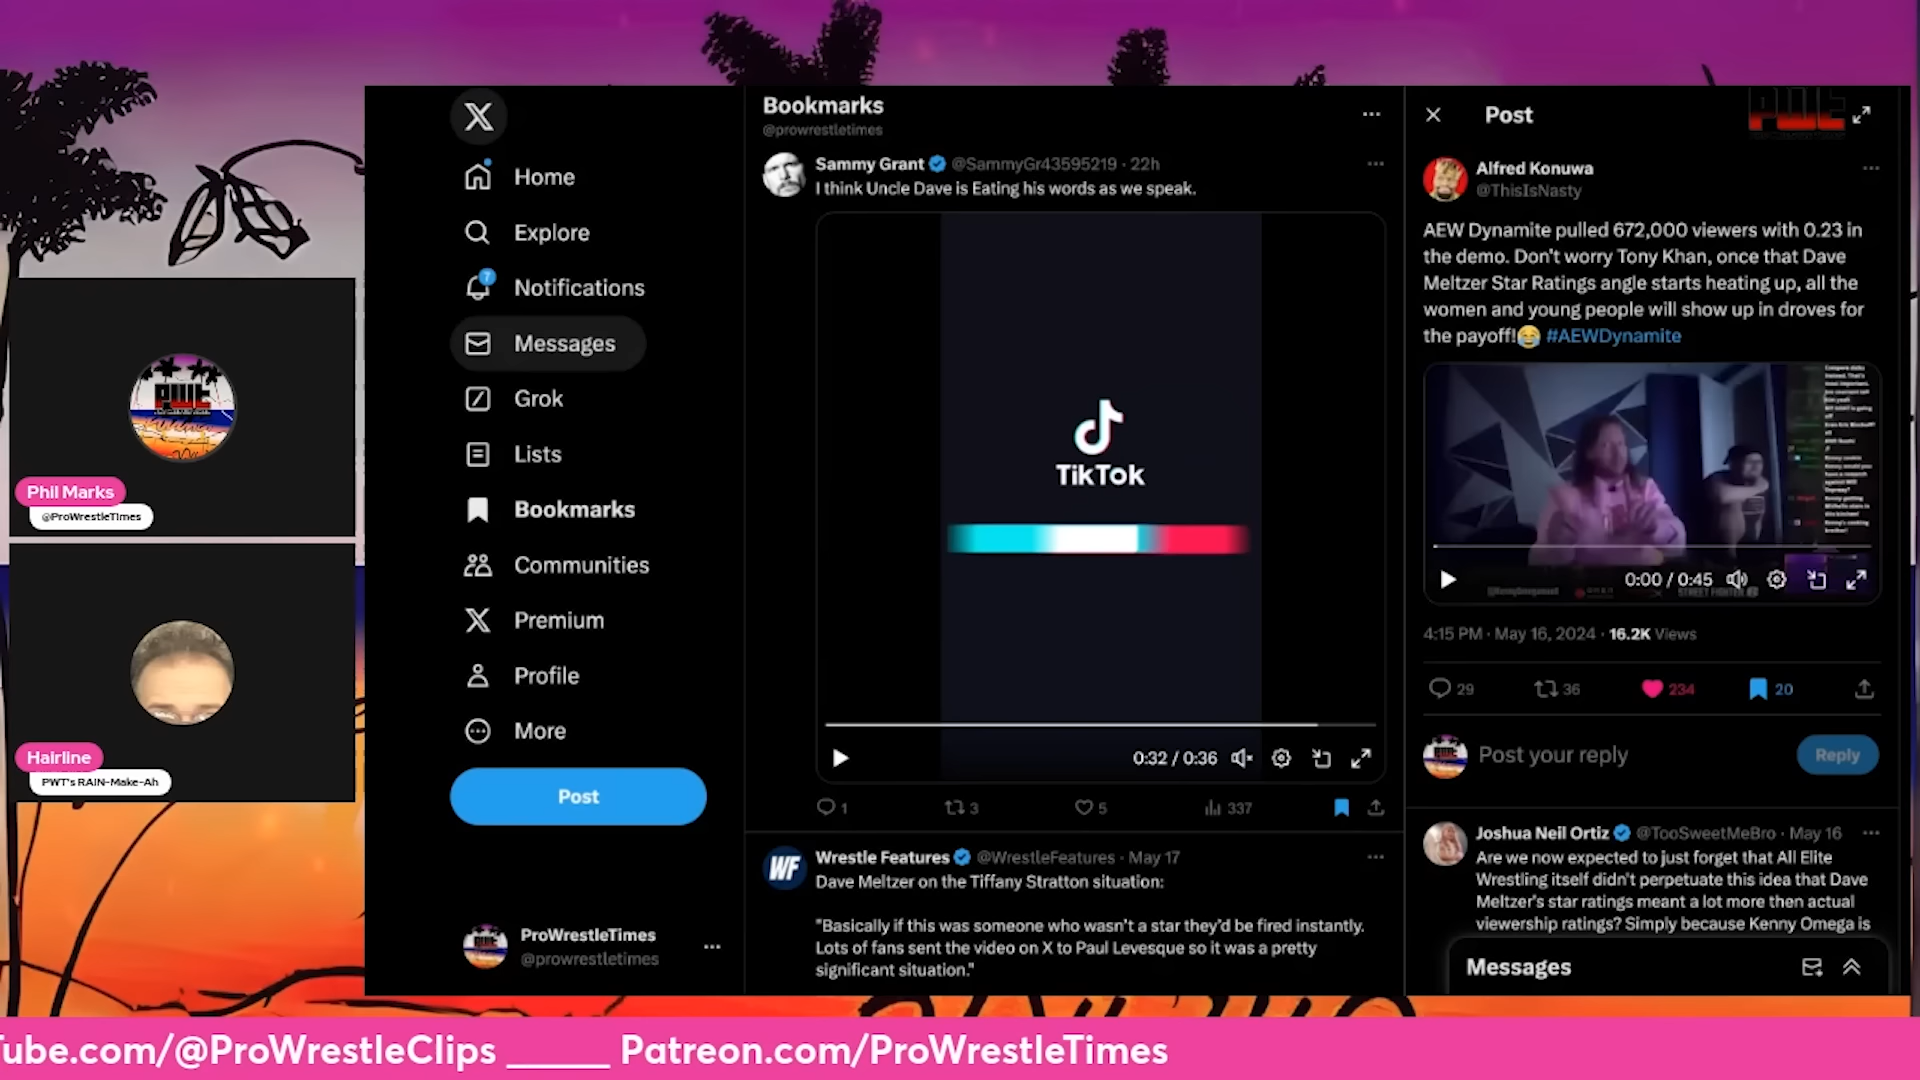 Phil Marks
@ProWrestleTimes
Hairline
PWT's RAIN-Make-Ah
Home
Explore
7
Notifications
Messages
Grok
Lists
Bookmarks
Communities
Premium
Profile
More
Post
ProWrestleTimes
@prowrestletimes
Bookmarks
@prowrestletimes
Sammy Grant @SammyGr43595219 · 22h
I think Uncle Dave is Eating his words as we speak.
TikTok
0:32 / 0:36
1 3 5 337
WF
Wrestle Features @WrestleFeatures · May 17
Dave Meltzer on the Tiffany Stratton situation:
"Basically if this was someone who wasn't a star they'd be fired instantly.
Lots of fans sent the video on X to Paul Levesque so it was a pretty
significant situation."
Post
PWT
Alfred Konuwa
@ThisIsNasty
AEW Dynamite pulled 672,000 viewers with 0.23 in
the demo. Don't worry Tony Khan, once that Dave
Meltzer Star Ratings angle starts heating up, all the
women and young people will show up in droves for
the payoff!😂 #AEWDynamite
0:00 / 0:45
STREET FIGHTER
4:15 PM · May 16, 2024 · 16.2K Views
29 36 234 20
Post your reply
Reply
Joshua Neil Ortiz @TooSweetMeBro · May 16
Are we now expected to just forget that All Elite
Wrestling itself didn't perpetuate this idea that Dave
Meltzer's star ratings meant a lot more then actual
viewership ratings? Simply because Kenny Omega is
Messages
Tube.com/@ProWrestleClips ______ Patreon.com/ProWrestleTimes